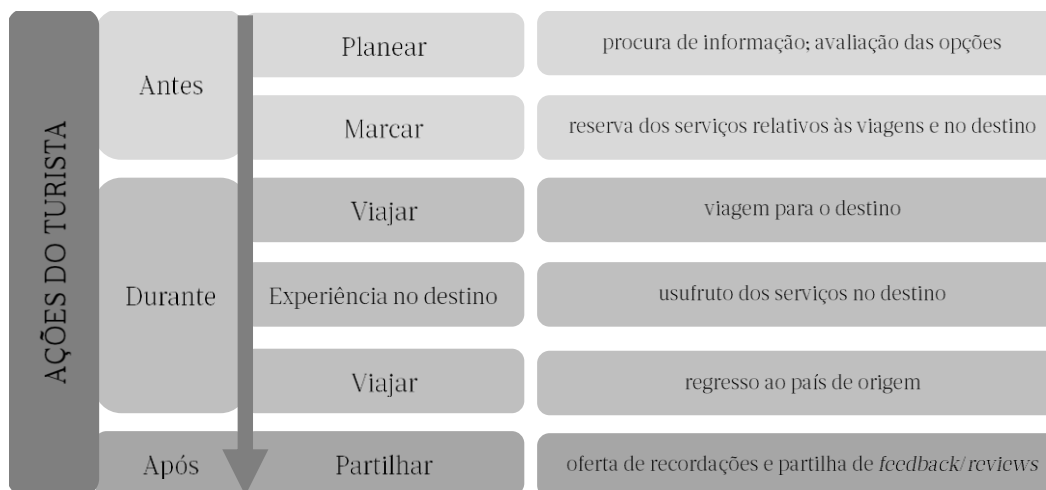 AÇÕES DO TURISTA
Antes
Planear
procura de informação; avaliação das opções
Marcar
reserva dos serviços relativos às viagens e no destino
Durante
Viajar
viagem para o destino
Experiência no destino
usufruto dos serviços no destino
Viajar
regresso ao país de origem
Após
Partilhar
oferta de recordações e partilha de feedback/reviews